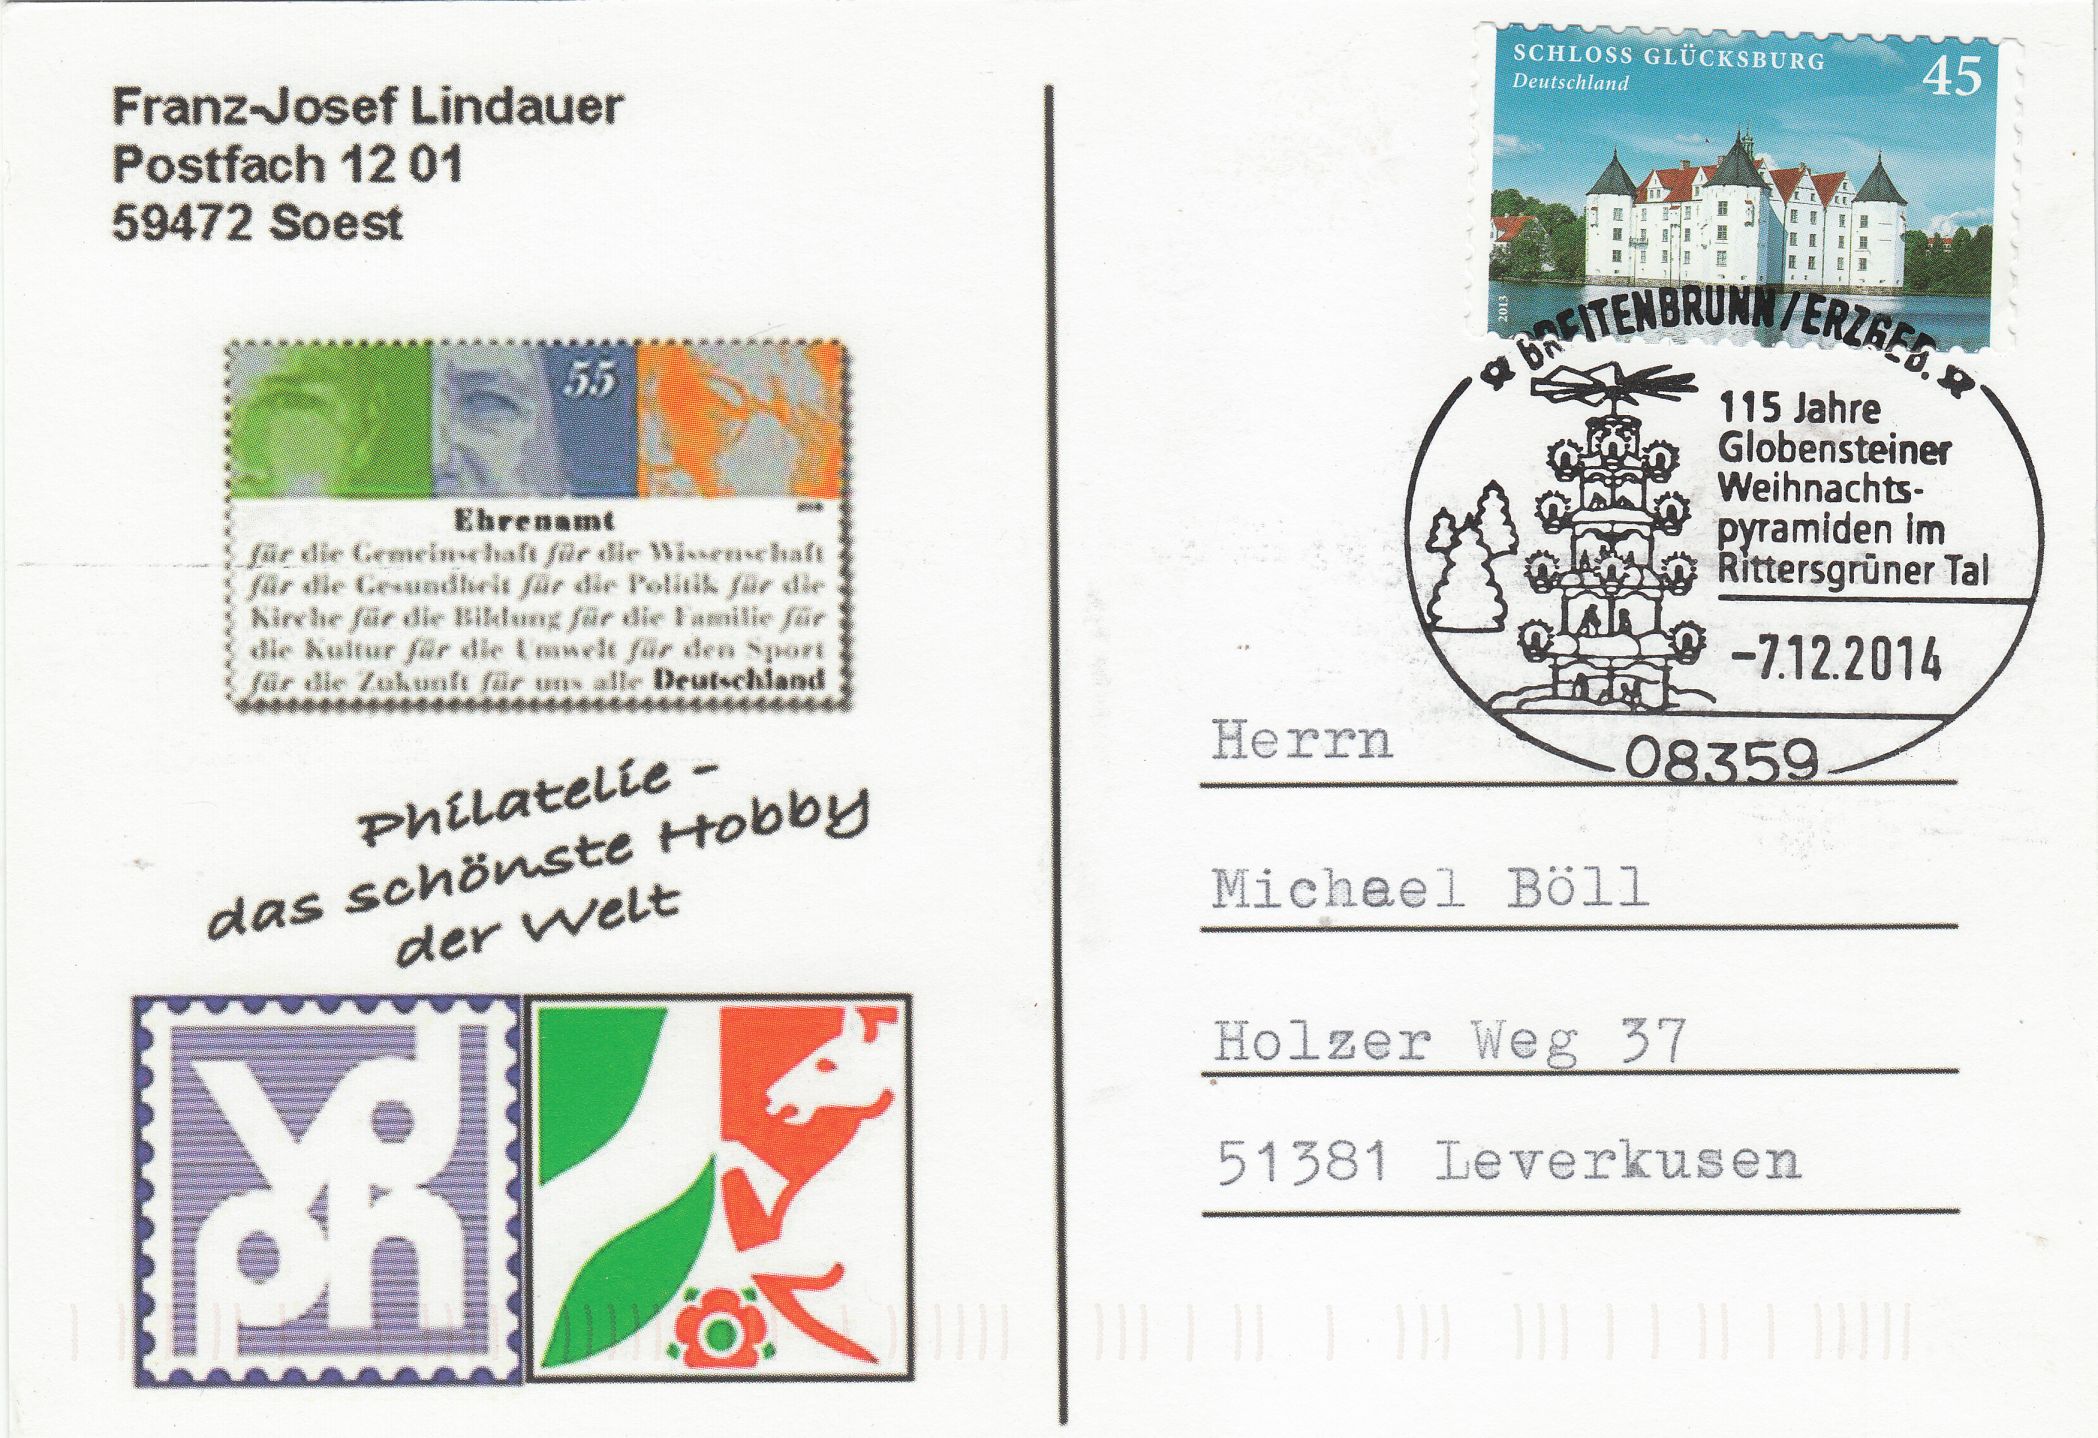 Franz-Josef Lindauer
Postfach 12 01
59472 Soest
55
Ehrenamt
für die Gemeinschaft für die Wissenschaft
für die Gesundheit für die Politik für die
Kirche für die Bildung für die Familie für
die Kultur für die Umwelt für den Sport
für die Zukunft für uns alle Deutschland
Philatelie -
das schönste Hobby
der Welt
vd
ph
SCHLOSS GLÜCKSBURG
Deutschland
45
2013
BREITENBRUNN/ERZGEB.
115 Jahre
Globensteiner
Weihnachts-
pyramiden im
Rittersgrüner Tal
-7.12.2014
08359
Herrn
Michael Böll
Holzer Weg 37
51381 Leverkusen